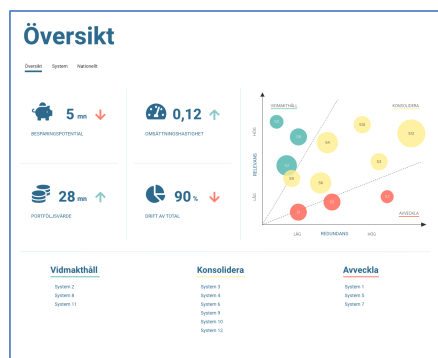 Översikt
Översikt System Nationellt
5 mn
BESPARINGSPOTENTIAL
0,12
OMSÄTTNINGSHASTIGHET
28 mn
PORTFÖLJSVÄRDE
90 %
DRIFT AV TOTAL
VIDMAKTHÅLL
KONSOLIDERA
HÖG
RELEVANS
LÅG
LÅG REDUNDANS HÖG
AVVECKLA
Vidmakthåll
System 2
System 8
System 11
Konsolidera
System 3
System 4
System 6
System 9
System 10
System 12
Avveckla
System 1
System 5
System 7